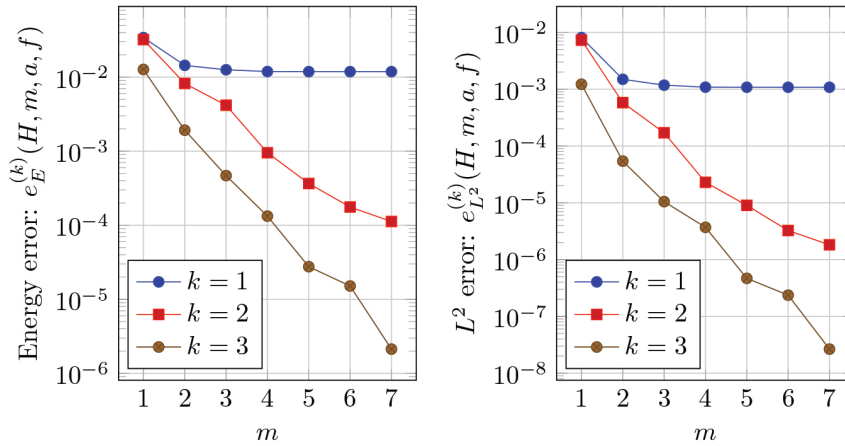 Energy error: $e_E^{(k)}(H, m, a, f)$
10⁻²
10⁻³
10⁻⁴
10⁻⁵
10⁻⁶
k = 1
k = 2
k = 3
1 2 3 4 5 6 7
m
$L^2$ error: $e_{L^2}^{(k)}(H, m, a, f)$
10⁻²
10⁻³
10⁻⁴
10⁻⁵
10⁻⁶
10⁻⁷
10⁻⁸
k = 1
k = 2
k = 3
1 2 3 4 5 6 7
m